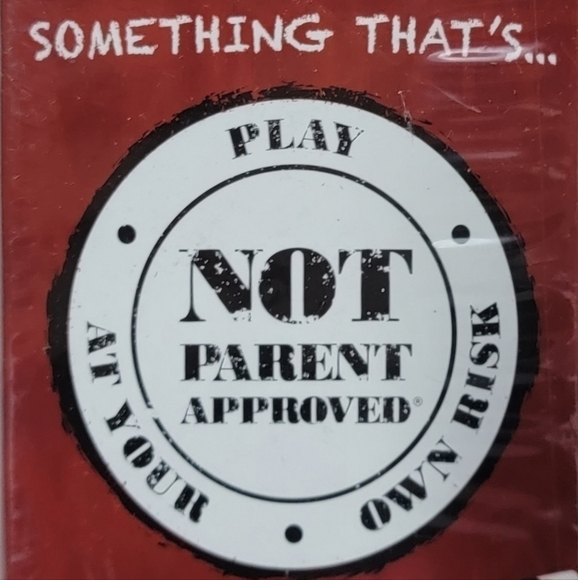 SOMETHING THAT'S...
PLAY
NOT
PARENT
APPROVED®
AT YOUR
OWN RISK